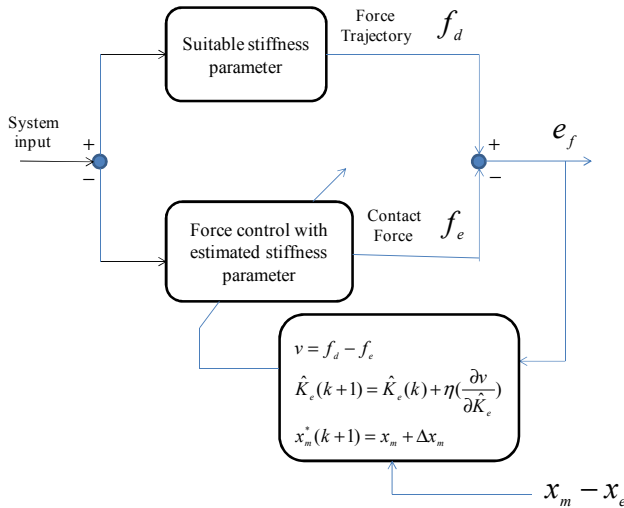 Suitable stiffness
parameter
Force
Trajectory
f_d
System
input
+
−
+
−
e_f
Force control with
estimated stiffness
parameter
Contact
Force
f_e
v = f_d − f_e
K̂_e(k+1) = K̂_e(k) + η(∂v/∂K̂_e)
x_m^*(k+1) = x_m + Δx_m
x_m − x_e